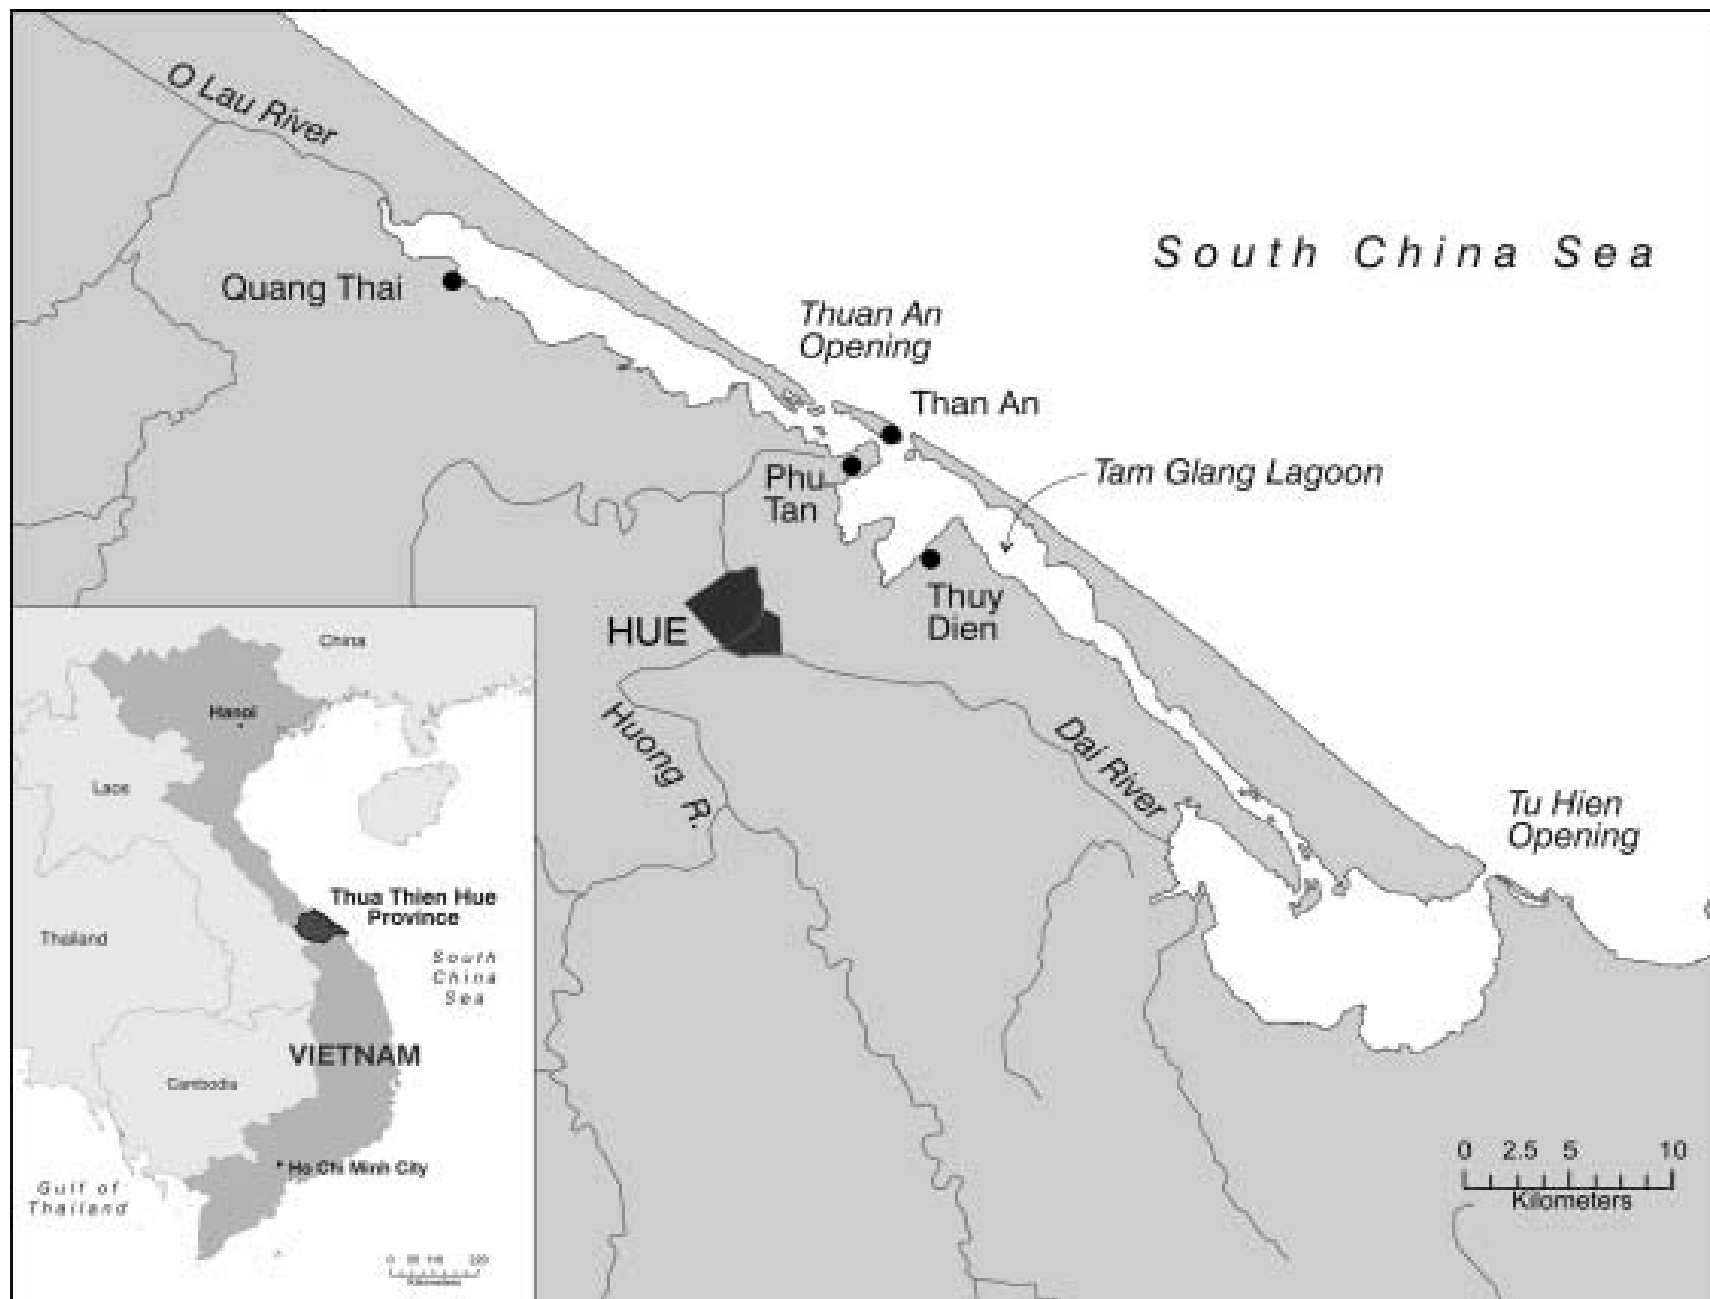 O Lau River
South China Sea
Quang Thai
Thuan An
Opening
Than An
Tam Glang Lagoon
Phu
Tan
Thuy
Dien
HUE
Huong R.
Dai River
Tu Hien
Opening
0 2.5 5 10
Kilometers
China
Hanoi
Laos
Thua Thien Hue
Province
Thailand
South
China
Sea
VIETNAM
Cambodia
Ho Chi Minh City
Gulf of
Thailand
0
Kilometers